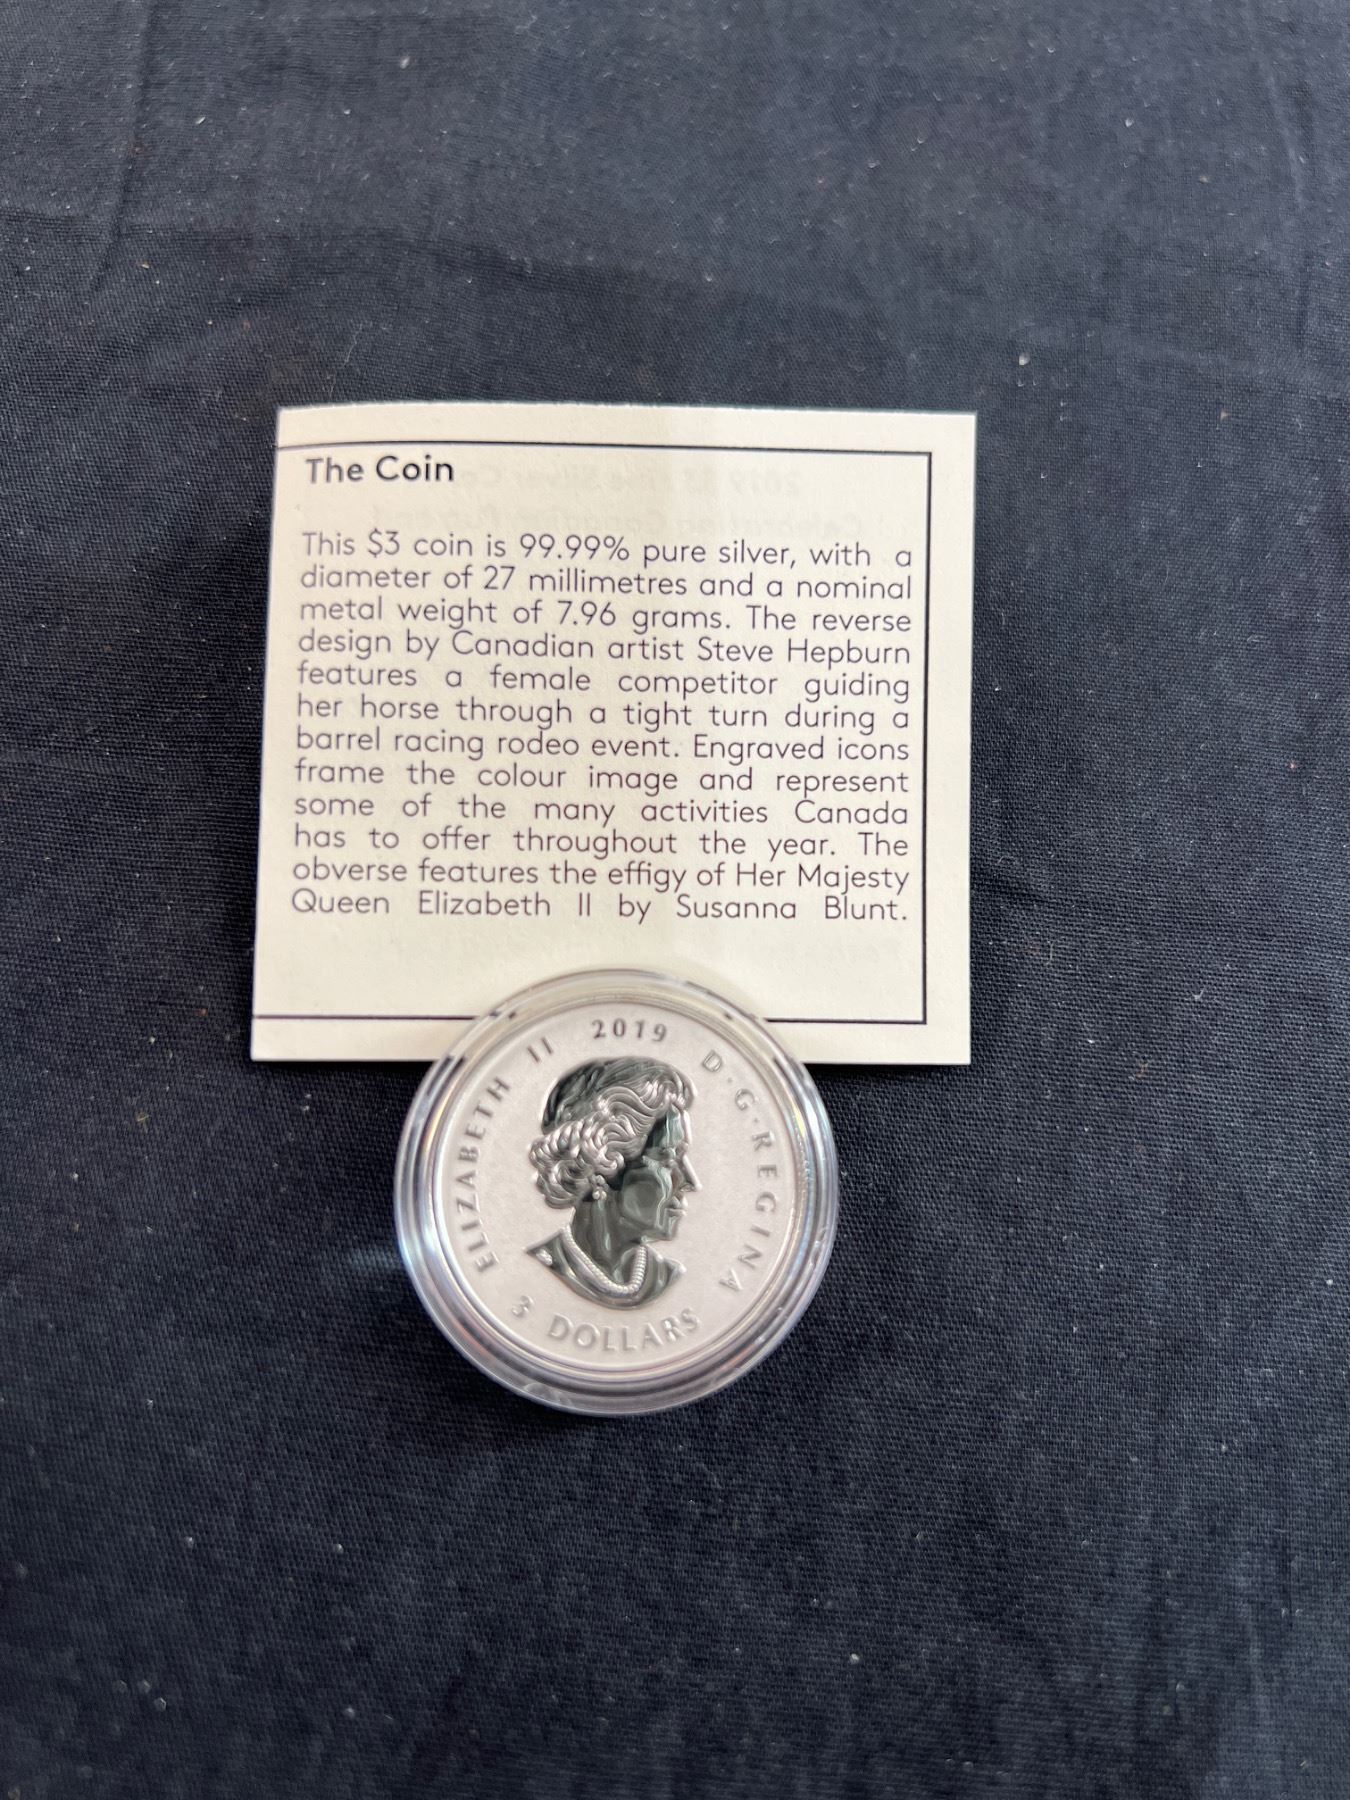 The Coin
This $3 coin is 99.99% pure silver, with a
diameter of 27 millimetres and a nominal
metal weight of 7.96 grams. The reverse
design by Canadian artist Steve Hepburn
features a female competitor guiding
her horse through a tight turn during a
barrel racing rodeo event. Engraved icons
frame the colour image and represent
some of the many activities Canada
has to offer throughout the year. The
obverse features the effigy of Her Majesty
Queen Elizabeth II by Susanna Blunt.
ELIZABETH II 2019 D·G·REGINA
3 DOLLARS